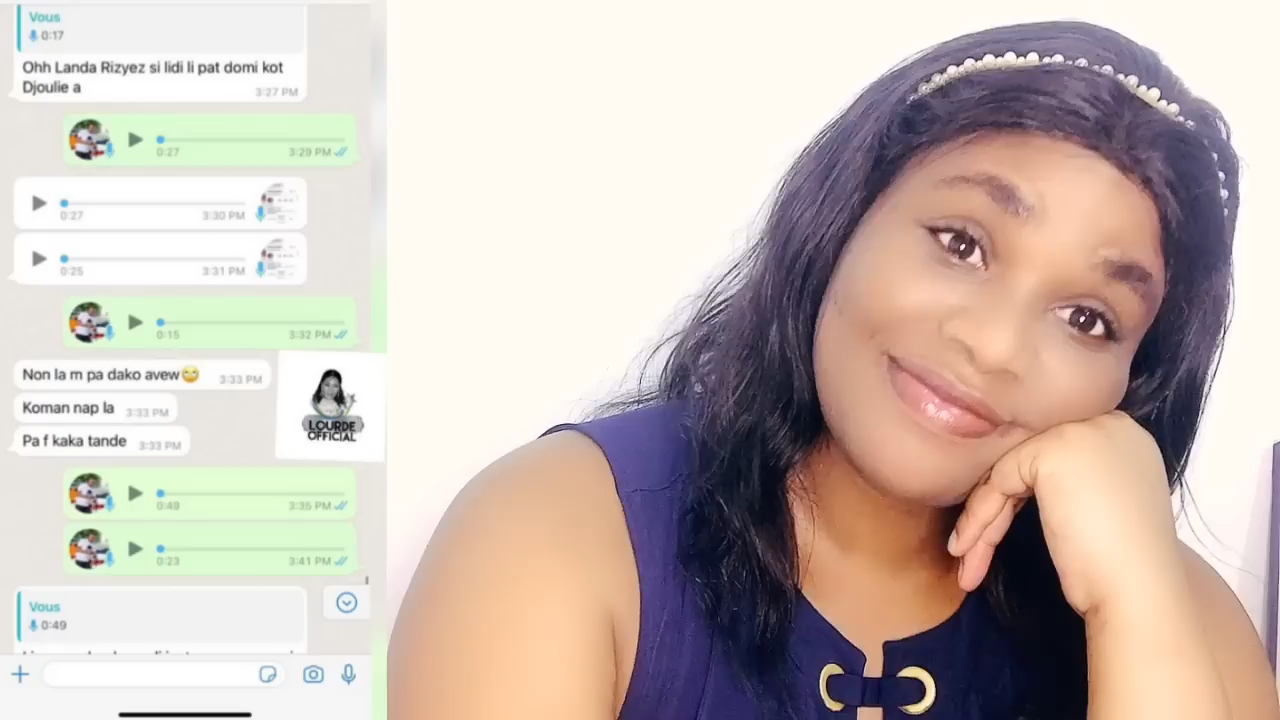 Vous
0:17
Ohh Landa Rizyez si lidi li pat domi kot
Djoulie a
3:27 PM
0:27
3:29 PM
0:27
3:30 PM
0:25
3:31 PM
0:15
3:32 PM
Non la m pa dako avew😅
3:33 PM
Koman nap la
3:33 PM
LOURDE
OFFICIAL
Pa f kaka tande
3:33 PM
0:49
3:35 PM
0:23
3:41 PM
Vous
0:49